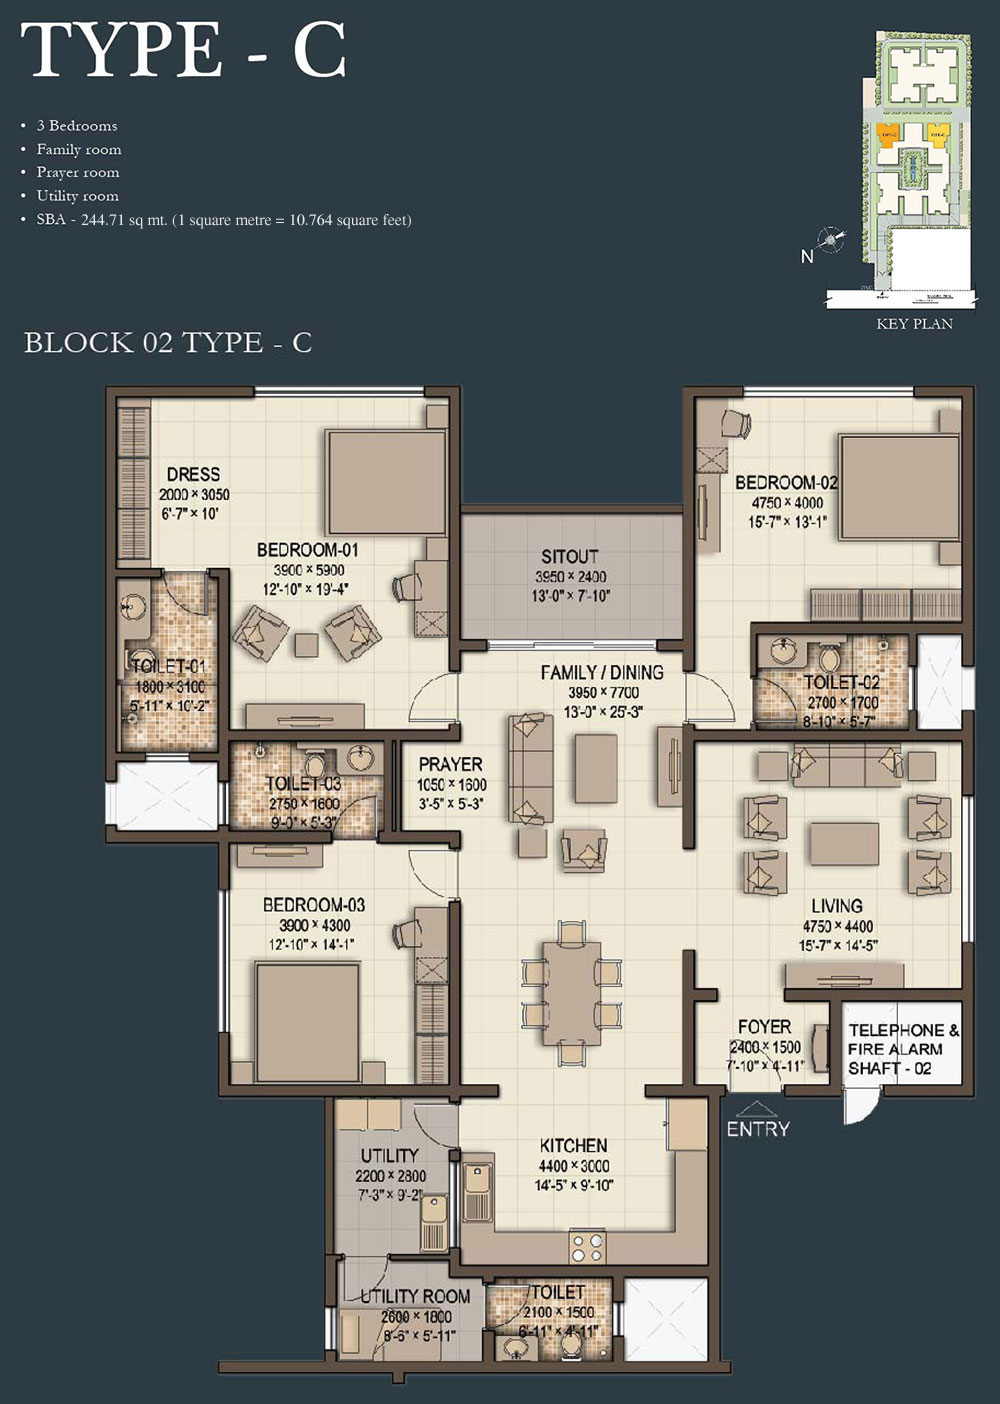 TYPE - C
• 3 Bedrooms
• Family room
• Prayer room
• Utility room
• SBA - 244.71 sq mt. (1 square metre = 10.764 square feet)
N
KEY PLAN
BLOCK 02 TYPE - C
DRESS
2000 × 3050
6'-7" × 10'
BEDROOM-01
3900 × 5900
12'-10" × 19'-4"
SITOUT
3950 × 2400
13'-0" × 7'-10"
BEDROOM-02
4750 × 4000
15'-7" × 13'-1"
TOILET-01
1800 × 3100
5'-11" × 10'-2"
FAMILY / DINING
3950 × 7700
13'-0" × 25'-3"
TOILET-02
2700 × 1700
8'-10" × 5'-7"
TOILET-03
2750 × 1600
9'-0" × 5'-3"
PRAYER
1050 × 1600
3'-5" × 5'-3"
BEDROOM-03
3900 × 4300
12'-10" × 14'-1"
LIVING
4750 × 4400
15'-7" × 14'-5"
FOYER
2400 × 1500
7'-10" × 4'-11"
TELEPHONE &
FIRE ALARM
SHAFT - 02
ENTRY
UTILITY
2200 × 2800
7'-3" × 9'-2"
KITCHEN
4400 × 3000
14'-5" × 9'-10"
UTILITY ROOM
2600 × 1800
8'-6" × 5'-11"
TOILET
2100 × 1500
6'-11" × 4'-11"